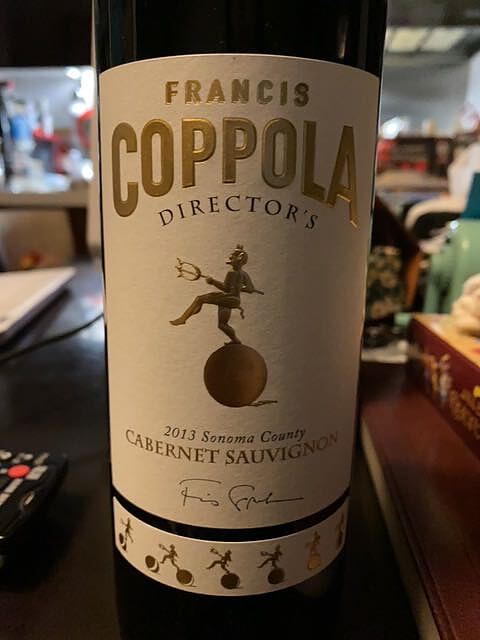 FRANCIS
COPPOLA
DIRECTOR'S
2013 Sonoma County
CABERNET SAUVIGNON